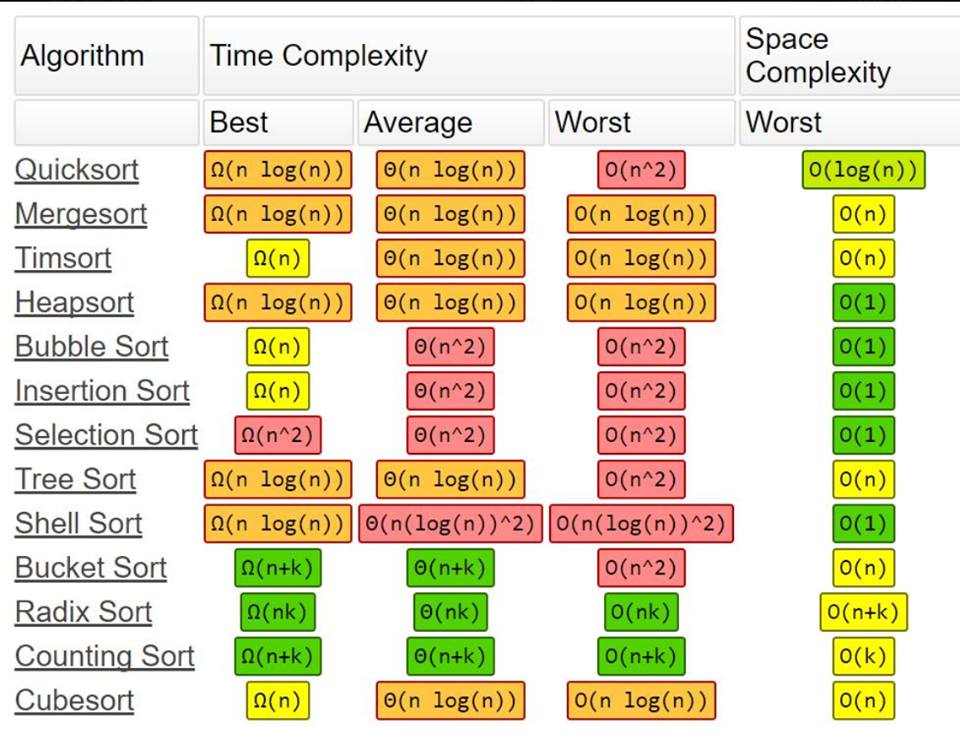 Algorithm Time Complexity Space Complexity
Best Average Worst Worst
Quicksort Ω(n log(n)) Θ(n log(n)) O(n^2) O(log(n))
Mergesort Ω(n log(n)) Θ(n log(n)) O(n log(n)) O(n)
Timsort Ω(n) Θ(n log(n)) O(n log(n)) O(n)
Heapsort Ω(n log(n)) Θ(n log(n)) O(n log(n)) O(1)
Bubble Sort Ω(n) Θ(n^2) O(n^2) O(1)
Insertion Sort Ω(n) Θ(n^2) O(n^2) O(1)
Selection Sort Ω(n^2) Θ(n^2) O(n^2) O(1)
Tree Sort Ω(n log(n)) Θ(n log(n)) O(n^2) O(n)
Shell Sort Ω(n log(n)) Θ(n(log(n))^2) O(n(log(n))^2) O(1)
Bucket Sort Ω(n+k) Θ(n+k) O(n^2) O(n)
Radix Sort Ω(nk) Θ(nk) O(nk) O(n+k)
Counting Sort Ω(n+k) Θ(n+k) O(n+k) O(k)
Cubesort Ω(n) Θ(n log(n)) O(n log(n)) O(n)